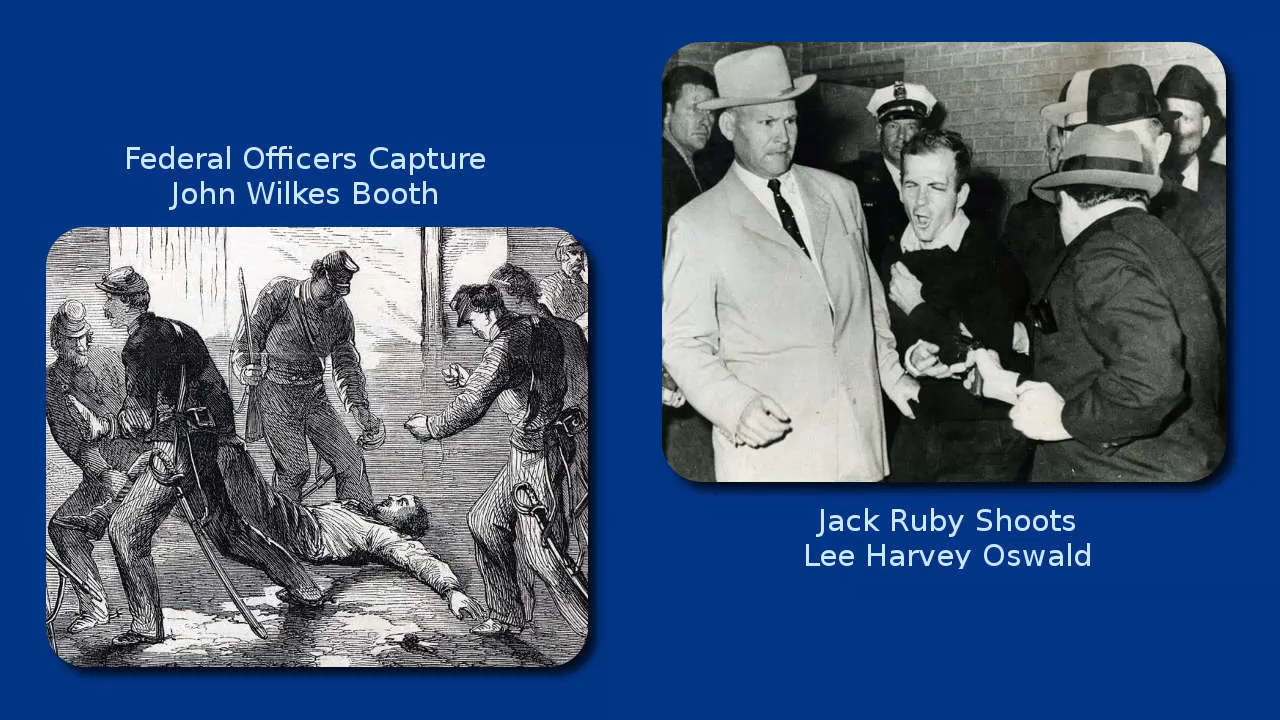 Federal Officers Capture
John Wilkes Booth
Jack Ruby Shoots
Lee Harvey Oswald